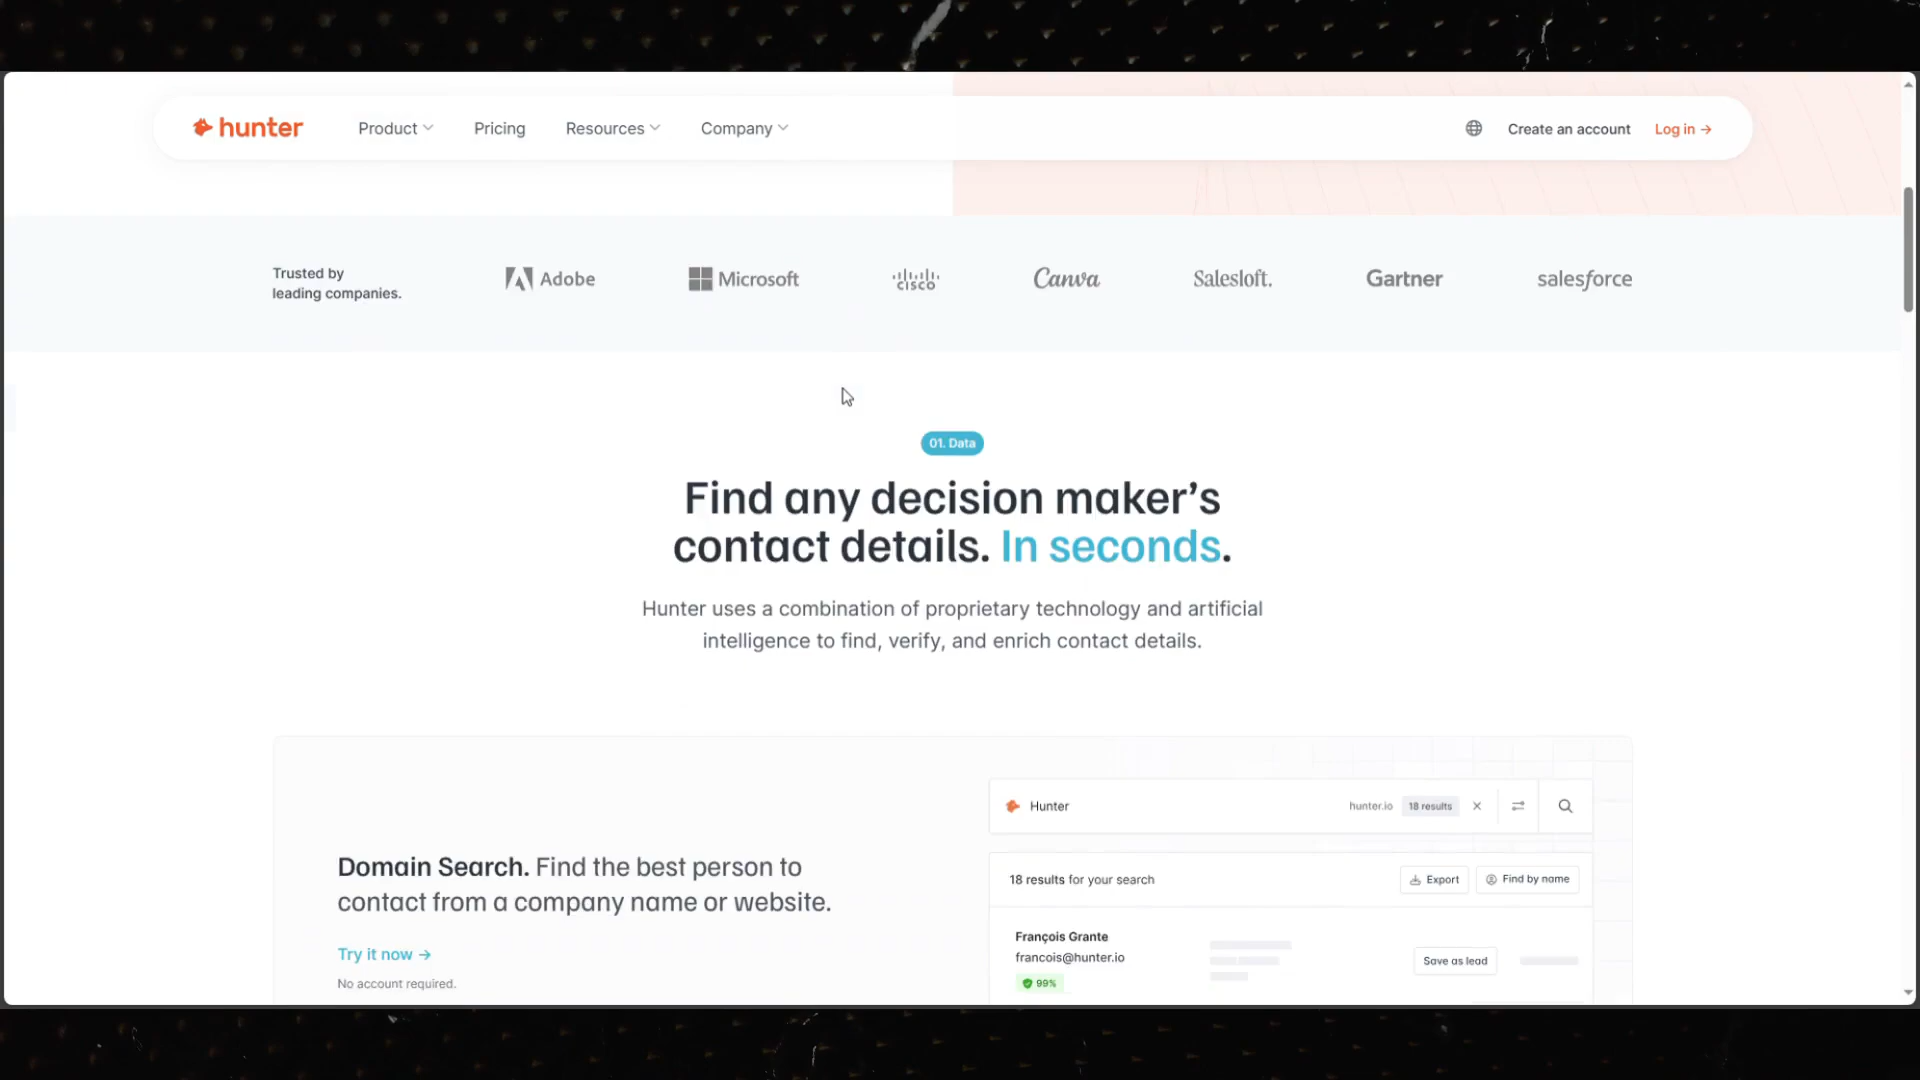 hunter
Product
Pricing
Resources
Company
Create an account
Log in →
Trusted by
leading companies.
Adobe
Microsoft
CISCO
Canva
Salesloft.
Gartner
salesforce
01. Data
Find any decision maker’s
contact details. In seconds.
Hunter uses a combination of proprietary technology and artificial
intelligence to find, verify, and enrich contact details.
Domain Search. Find the best person to
contact from a company name or website.
Try it now →
No account required.
Hunter
hunter.io
18 results
18 results for your search
Export
Find by name
François Grante
francois@hunter.io
99%
Save as lead